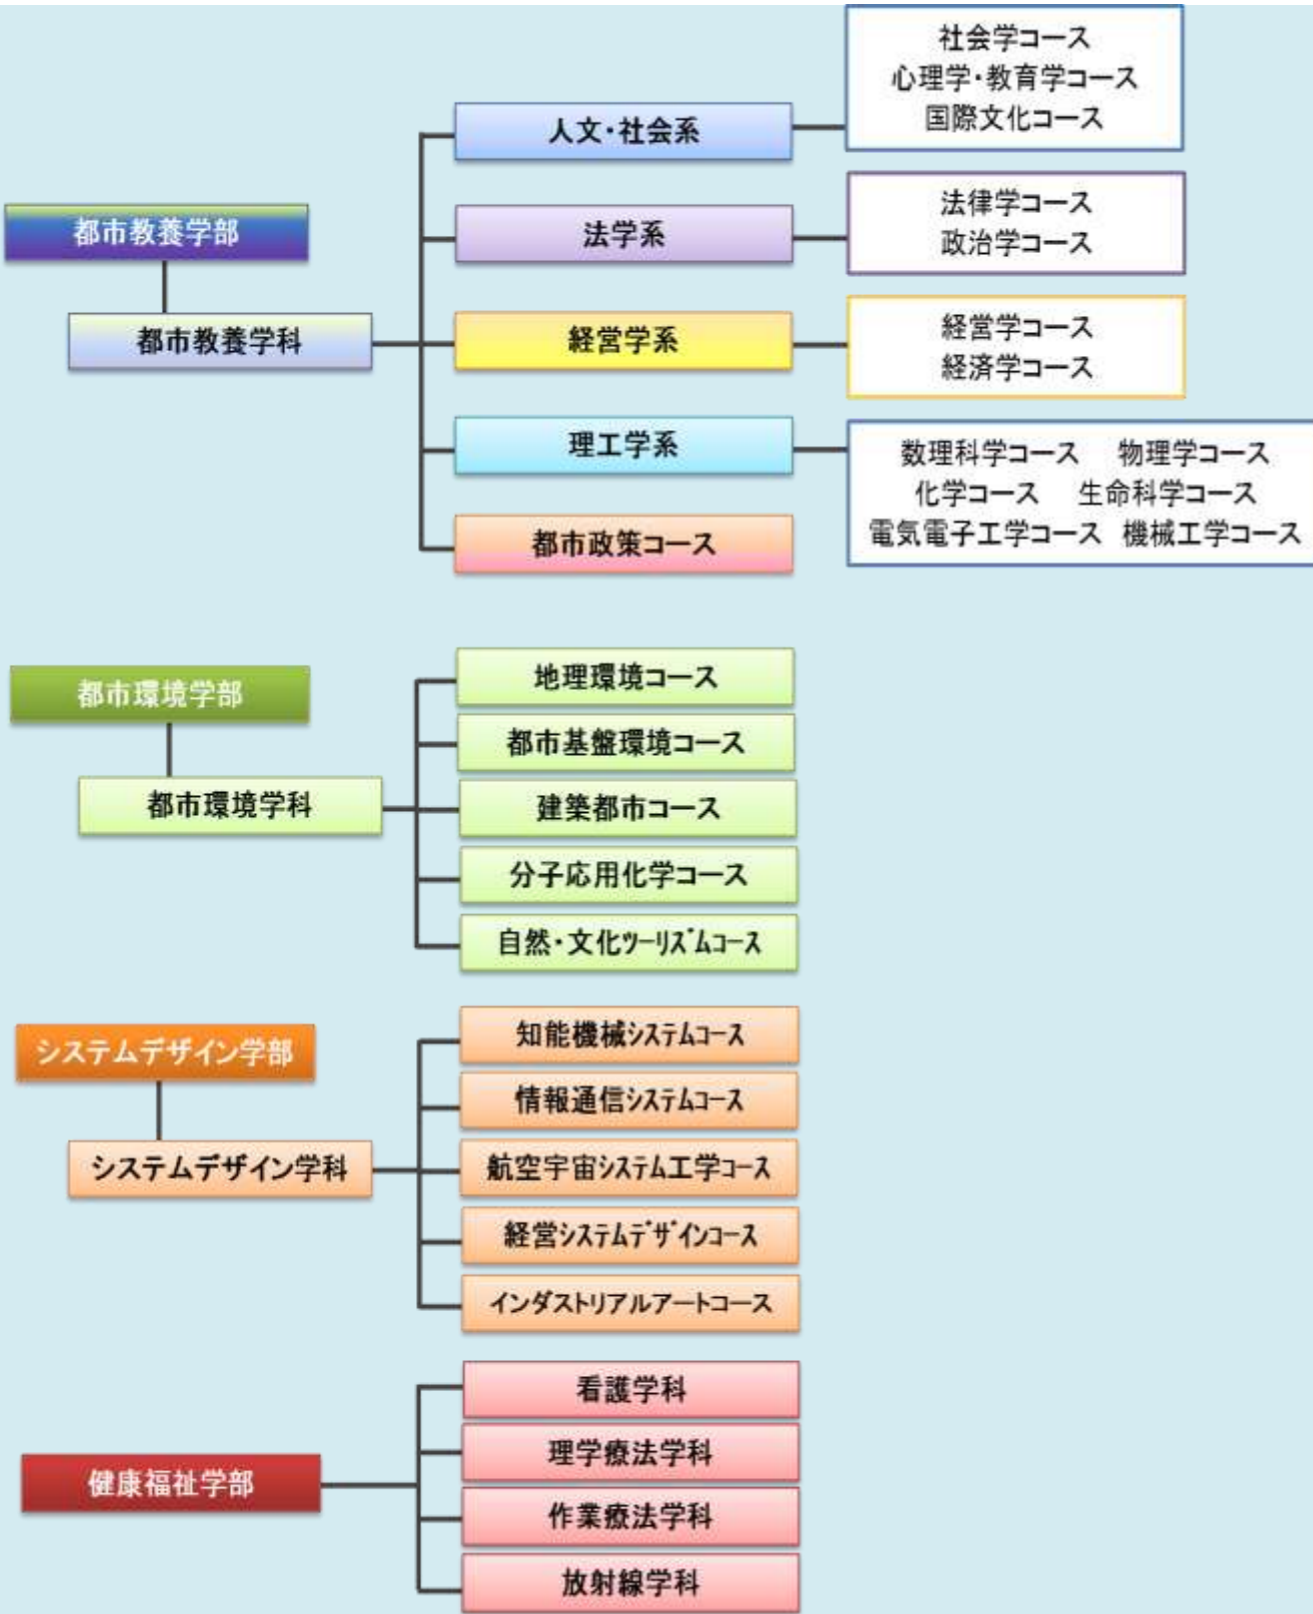 都市教養学部
都市教養学科
人文・社会系
社会学コース
心理学・教育学コース
国際文化コース
法学系
法律学コース
政治学コース
経営学系
経営学コース
経済学コース
理工学系
数理科学コース 物理学コース
化学コース 生命科学コース
電気電子工学コース 機械工学コース
都市政策コース
都市環境学部
都市環境学科
地理環境コース
都市基盤環境コース
建築都市コース
分子応用化学コース
自然・文化ﾂｰﾘｽﾞﾑｺｰｽ
システムデザイン学部
システムデザイン学科
知能機械ｼｽﾃﾑｺｰｽ
情報通信ｼｽﾃﾑｺｰｽ
航空宇宙ｼｽﾃﾑ工学ｺｰｽ
経営ｼｽﾃﾑﾃﾞｻﾞｲﾝｺｰｽ
インダストリアルアートコース
健康福祉学部
看護学科
理学療法学科
作業療法学科
放射線学科